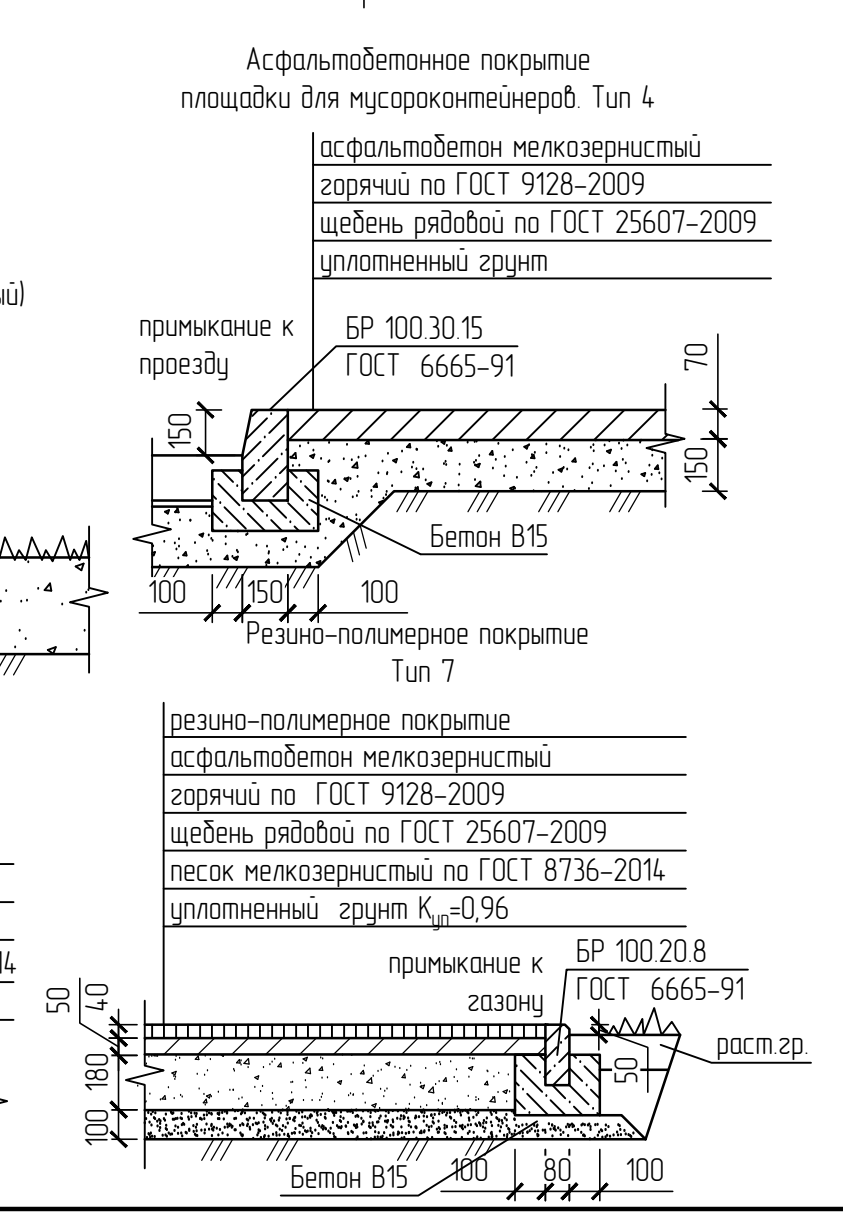 Асфальтобетонное покрытие
площадки для мусороконтейнеров. Тип 4
асфальтобетон мелкозернистый
горячий по ГОСТ 9128-2009
щебень рядовой по ГОСТ 25607-2009
уплотненный грунт
ый)
примыкание к
проезду
БР 100.30.15
ГОСТ 6665-91
70
150
150
Бетон В15
100
150
100
Резино-полимерное покрытие
Тип 7
резино-полимерное покрытие
асфальтобетон мелкозернистый
горячий по ГОСТ 9128-2009
щебень рядовой по ГОСТ 25607-2009
песок мелкозернистый по ГОСТ 8736-2014
уплотненный грунт Kуп=0,96
14
примыкание к
газону
БР 100.20.8
ГОСТ 6665-91
50
40
180
100
50
раст.гр.
Бетон В15
100
80
100